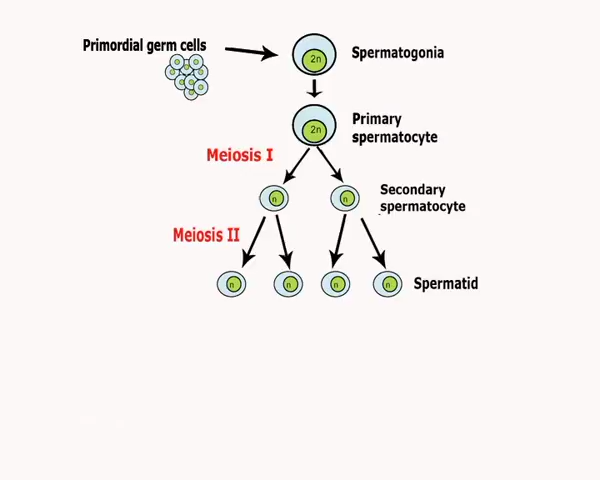 Primordial germ cells
2n
Spermatogonia
2n
Primary
spermatocyte
Meiosis I
n
n
Secondary
spermatocyte
Meiosis II
n
n
n
n
Spermatid